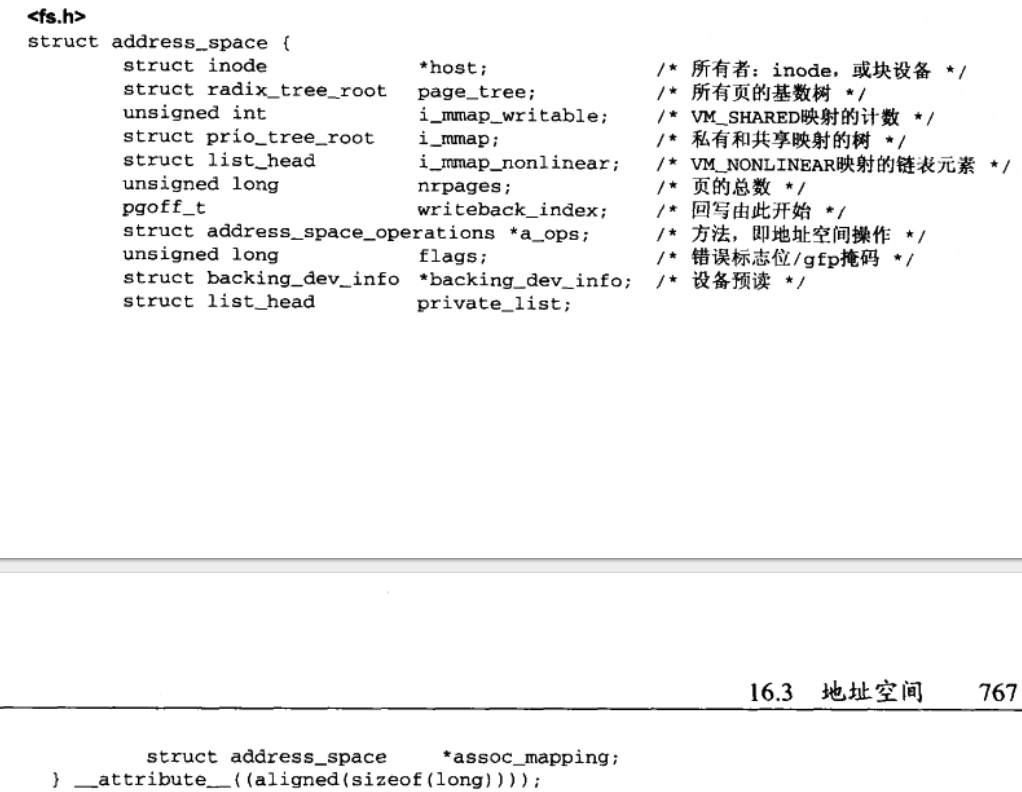 <fs.h>
struct address_space {
struct inode *host; /* 所有者：inode，或块设备 */
struct radix_tree_root page_tree; /* 所有页的基数树 */
unsigned int i_mmap_writable; /* VM_SHARED映射的计数 */
struct prio_tree_root i_mmap; /* 私有和共享映射的树 */
struct list_head i_mmap_nonlinear; /* VM_NONLINEAR映射的链表元素 */
unsigned long nrpages; /* 页的总数 */
pgoff_t writeback_index; /* 回写由此开始 */
struct address_space_operations *a_ops; /* 方法，即地址空间操作 */
unsigned long flags; /* 错误标志位/gfp掩码 */
struct backing_dev_info *backing_dev_info; /* 设备预读 */
struct list_head private_list;
16.3 地址空间 767
struct address_space *assoc_mapping;
} __attribute__((aligned(sizeof(long))));